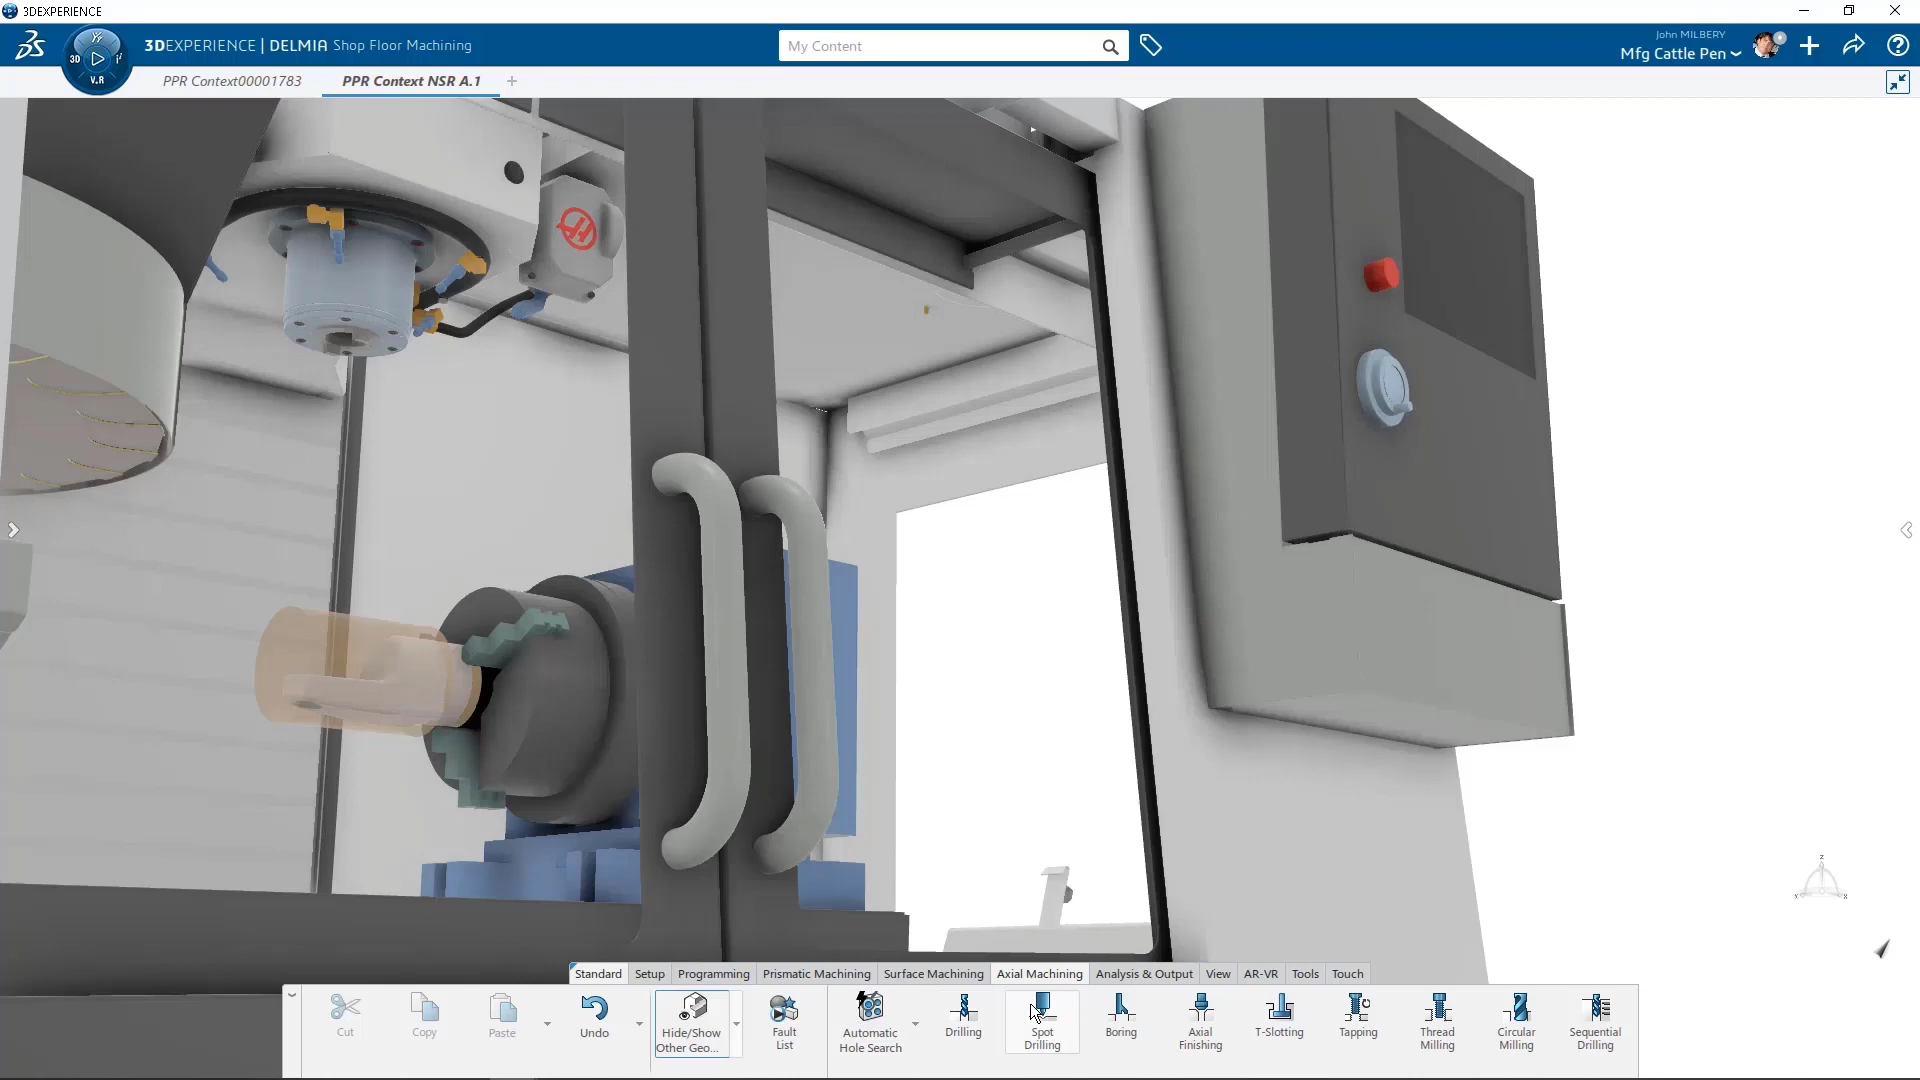 3DEXPERIENCE
3DEXPERIENCE | DELMIA Shop Floor Machining
My Content
John MILBERY
Mfg Cattle Pen
3D
V.R
PPR Context00001783
PPR Context NSR A.1
Standard Setup Programming Prismatic Machining Surface Machining Axial Machining Analysis & Output View AR-VR Tools Touch
Cut
Copy
Paste
Undo
Hide/Show
Other Geo...
Fault
List
Automatic
Hole Search
Drilling
Spot
Drilling
Boring
Axial
Finishing
T-Slotting
Tapping
Thread
Milling
Circular
Milling
Sequential
Drilling